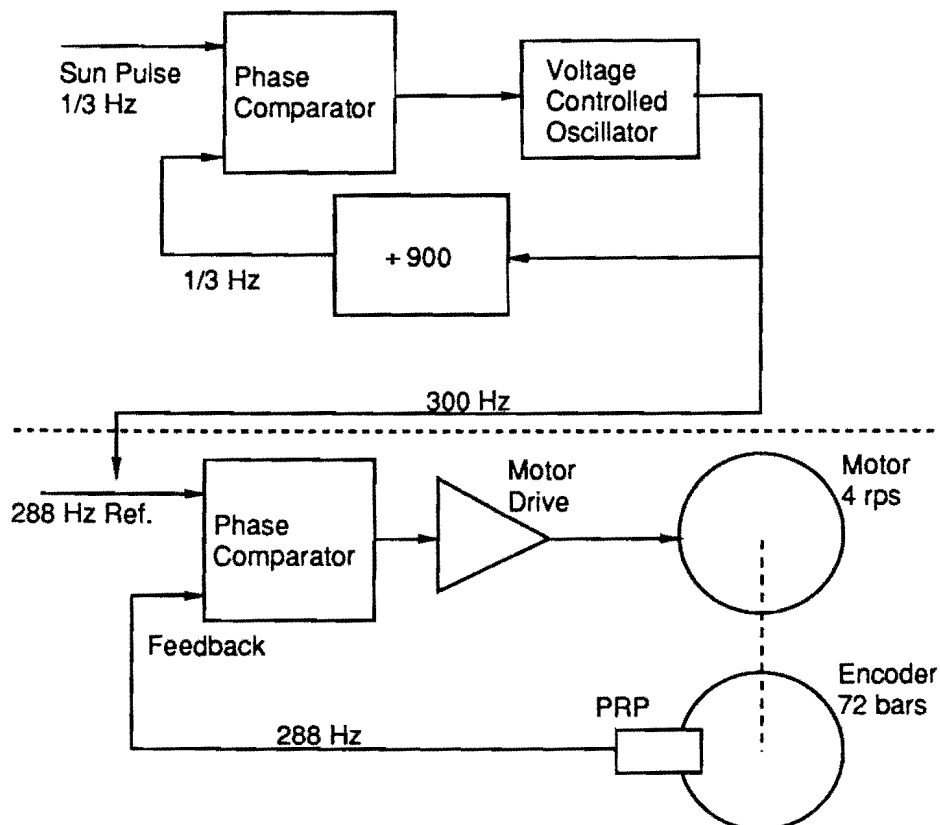 Sun Pulse
1/3 Hz
Phase
Comparator
Voltage
Controlled
Oscillator
+ 900
1/3 Hz
300 Hz
288 Hz Ref.
Phase
Comparator
Motor
Drive
Motor
4 rps
Feedback
Encoder
72 bars
PRP
288 Hz